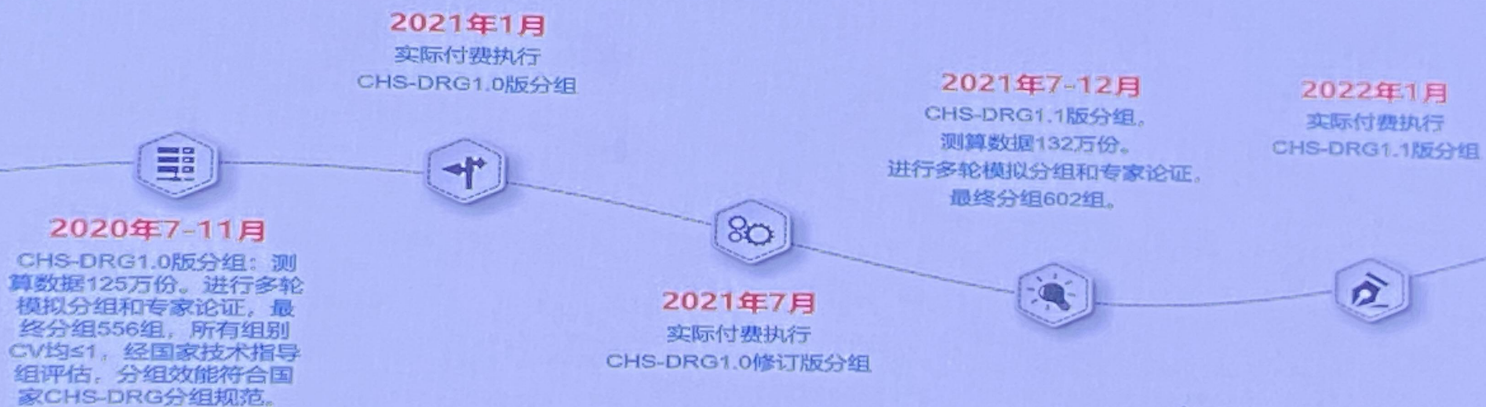 2020年7-11月
CHS-DRG1.0版分组：测
算数据125万份。进行多轮
模拟分组和专家论证，最
终分组556组，所有组别
CV均≤1，经国家技术指导
组评估，分组效能符合国
家CHS-DRG分组规范。
2021年1月
实际付费执行
CHS-DRG1.0版分组
2021年7月
实际付费执行
CHS-DRG1.0修订版分组
2021年7-12月
CHS-DRG1.1版分组，
测算数据132万份。
进行多轮模拟分组和专家论证，
最终分组602组。
2022年1月
实际付费执行
CHS-DRG1.1版分组